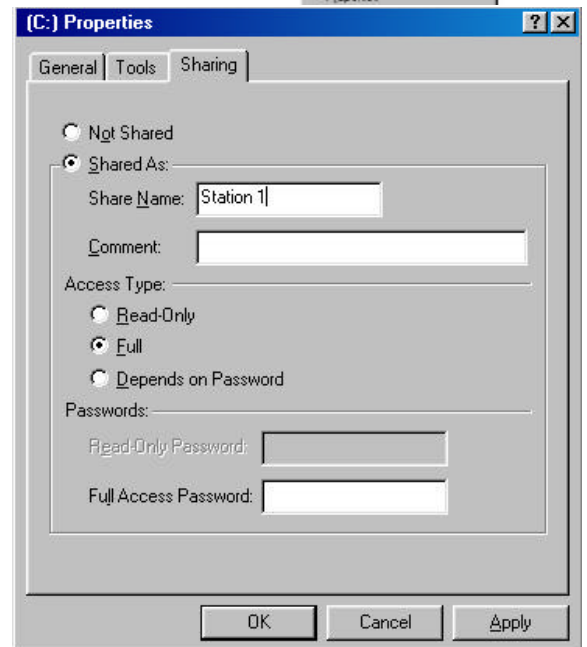 Properties
(C:) Properties
General Tools Sharing
Not Shared
Shared As:
Share Name: Station 1
Comment:
Access Type:
Read-Only
Full
Depends on Password
Passwords:
Read-Only Password:
Full Access Password:
OK Cancel Apply